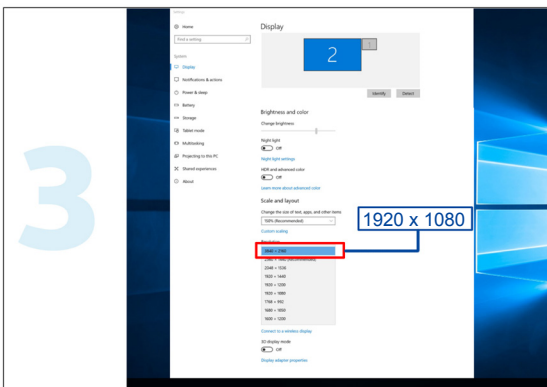 3
Home
Find a setting
System
Display
Notifications & actions
Power & sleep
Battery
Storage
Tablet mode
Multitasking
Projecting to this PC
Shared experiences
About
Display
2
1
Identify
Detect
Brightness and color
Change brightness
Night light
Off
Night light settings
HDR and advanced color
Off
Learn more about advanced color
Scale and layout
Change the size of text, apps, and other items
100% (Recommended)
Custom scaling
1920 x 1080
2048 × 1536
1920 × 1440
1920 × 1200
1920 × 1080
1768 × 992
1680 × 1050
1600 × 1200
Connect to a wireless display
3D display mode
Off
Display adapter properties